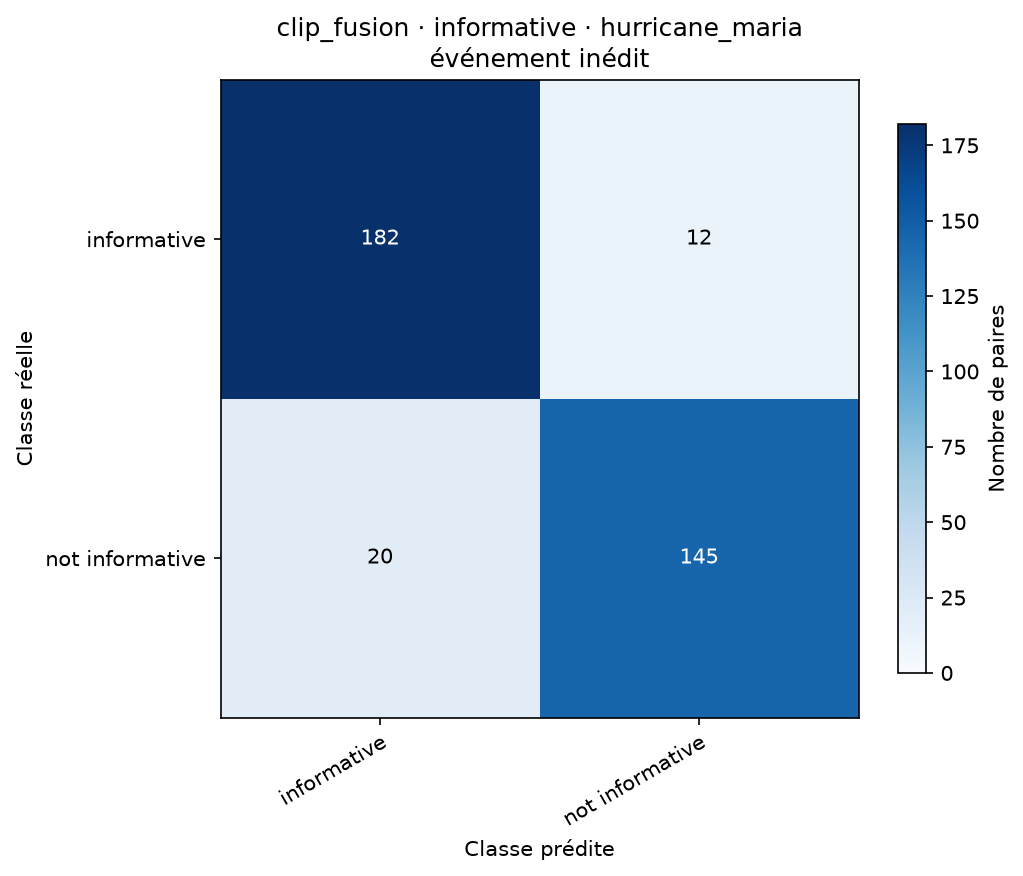 clip_fusion · informative · hurricane_maria
événement inédit
Classe réelle
informative
182
12
not informative
20
145
informative
not informative
Classe prédite
175
150
125
100
75
50
25
0
Nombre de paires